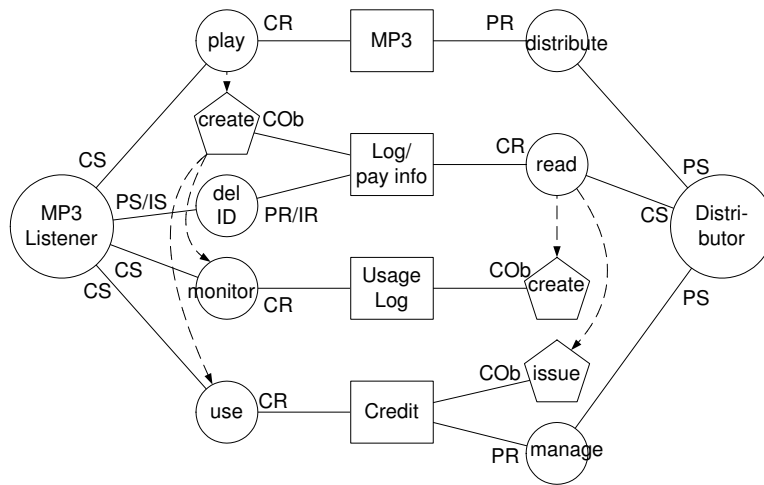 CR
PR
play
MP3
distribute
create
COb
Log/
pay info
CR
read
CS
PS
PS/IS
del
ID
PR/IR
CS
MP3
Listener
Distri-
butor
CS
CS
monitor
CR
Usage
Log
COb
create
PS
use
CR
Credit
COb
issue
PR
manage